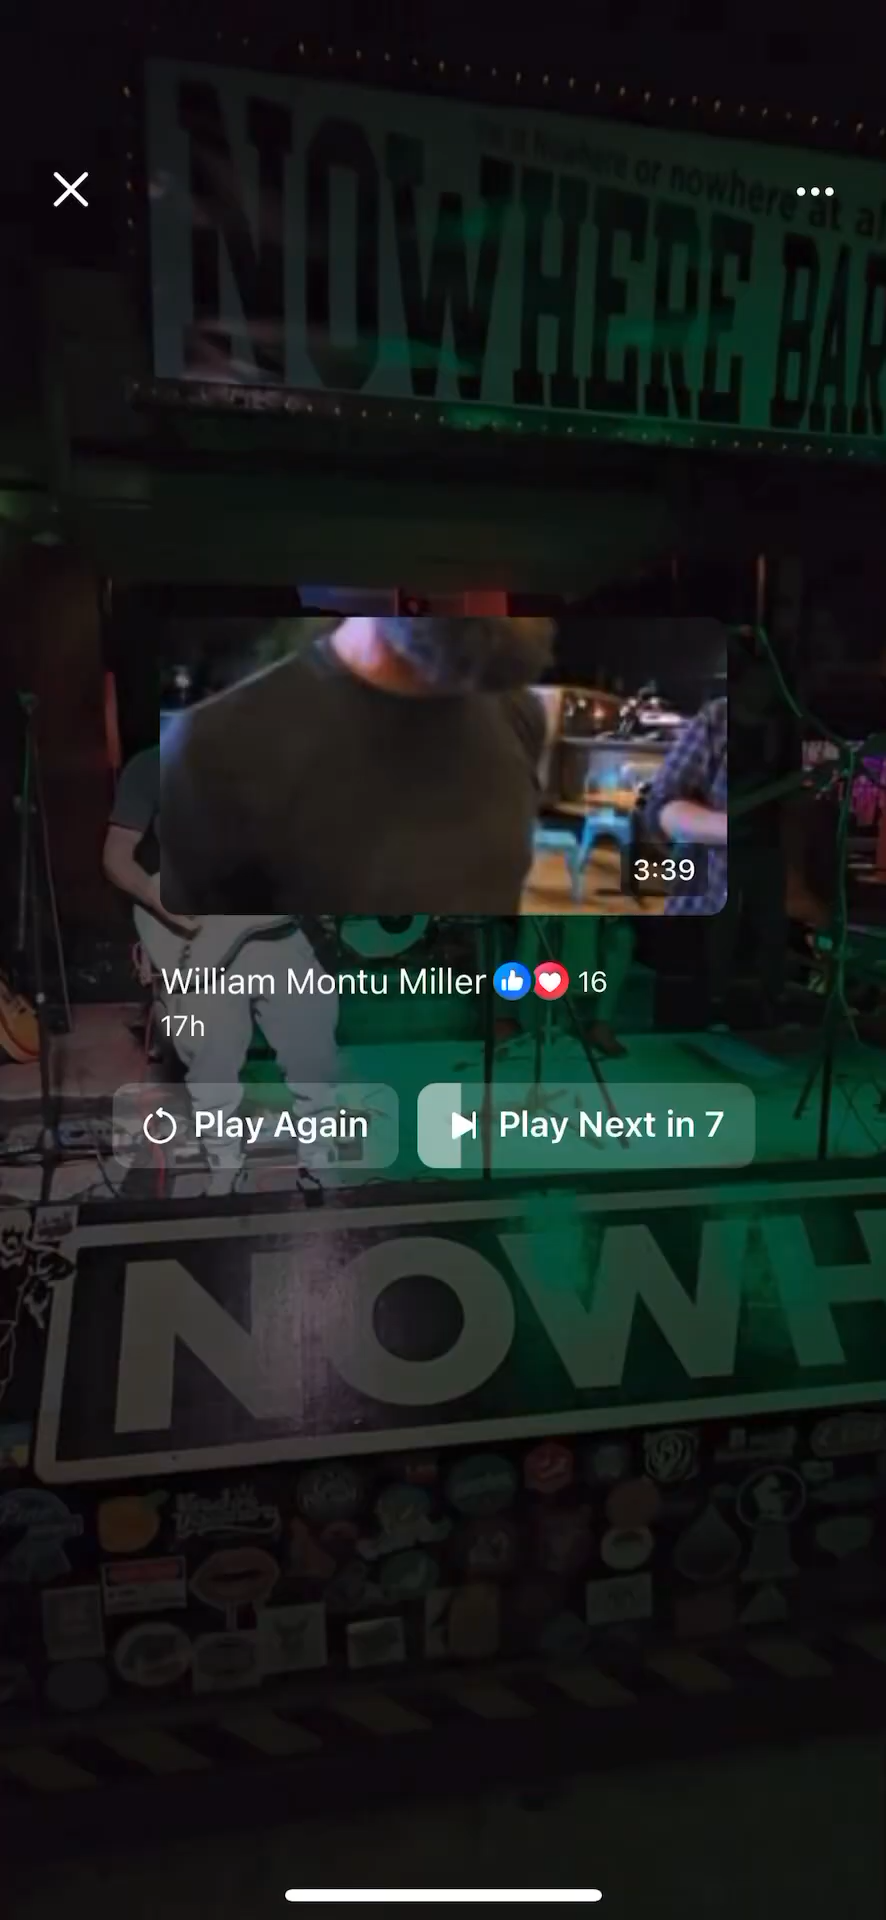 or nowhere at al
NOWHERE BAR
3:39
William Montu Miller 16
17h
Play Again
Play Next in 7
NOWH